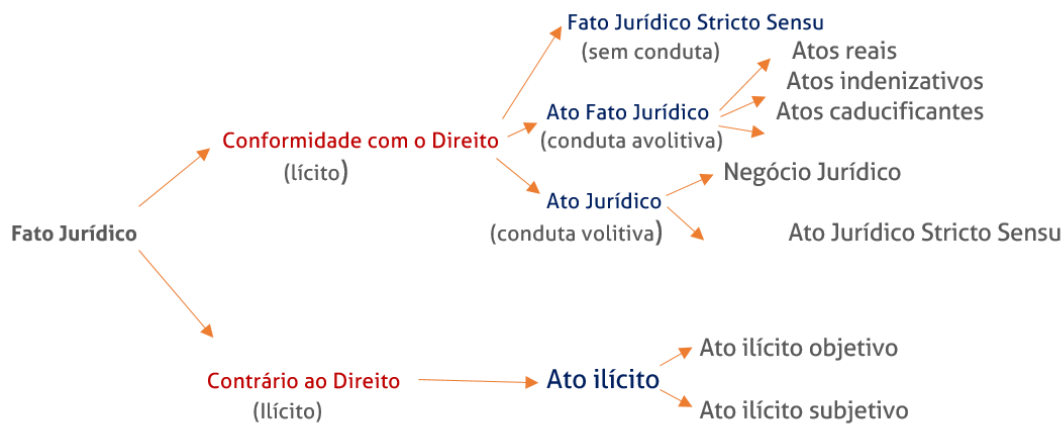 Fato Jurídico Stricto Sensu
(sem conduta)
Atos reais
Atos indenizativos
Ato Fato Jurídico
Atos caducificantes
(conduta avolitiva)
Conformidade com o Direito
(lícito)
Negócio Jurídico
Ato Jurídico
(conduta volitiva)
Ato Jurídico Stricto Sensu
Fato Jurídico
Ato ilícito objetivo
Contrário ao Direito
(Ilícito)
Ato ilícito
Ato ilícito subjetivo